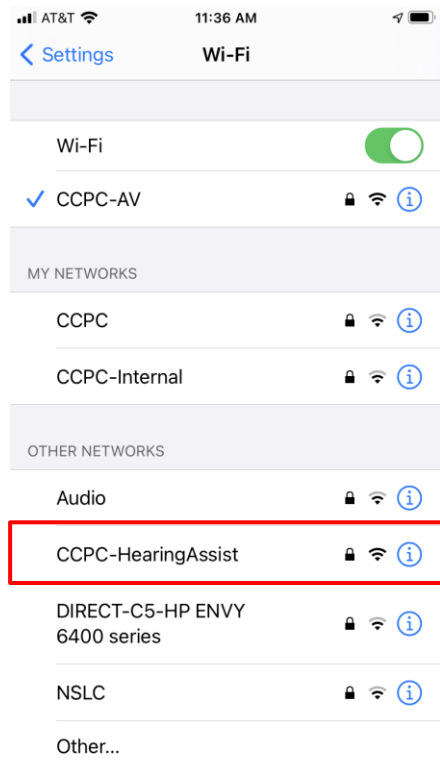 AT&T 11:36 AM
Settings Wi-Fi
Wi-Fi
CCPC-AV
MY NETWORKS
CCPC
CCPC-Internal
OTHER NETWORKS
Audio
CCPC-HearingAssist
DIRECT-C5-HP ENVY
6400 series
NSLC
Other...